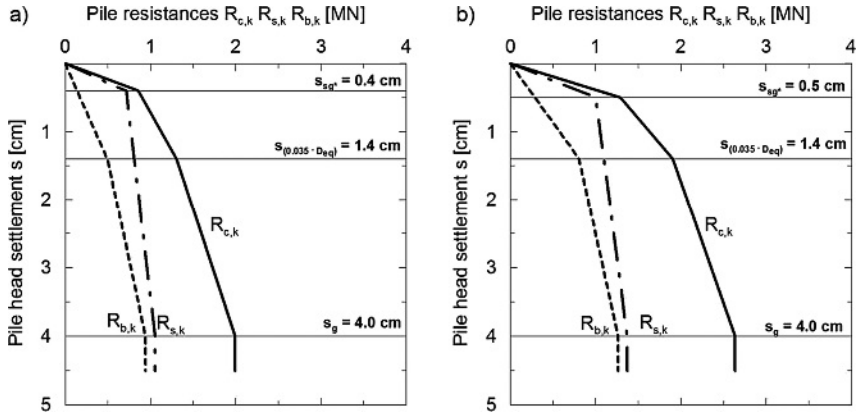 a) Pile resistances R_c,k R_s,k R_b,k [MN]
0 1 2 3 4
s_sg* = 0.4 cm
1
s_(0.035 · D_eq) = 1.4 cm
2
R_c,k
3
R_b,k R_s,k
s_g = 4.0 cm
4
5
Pile head settlement s [cm]
b) Pile resistances R_c,k R_s,k R_b,k [MN]
0 1 2 3 4
s_sg* = 0.5 cm
1
s_(0.035 · D_eq) = 1.4 cm
2
R_c,k
3
R_b,k R_s,k
s_g = 4.0 cm
4
5
Pile head settlement s [cm]